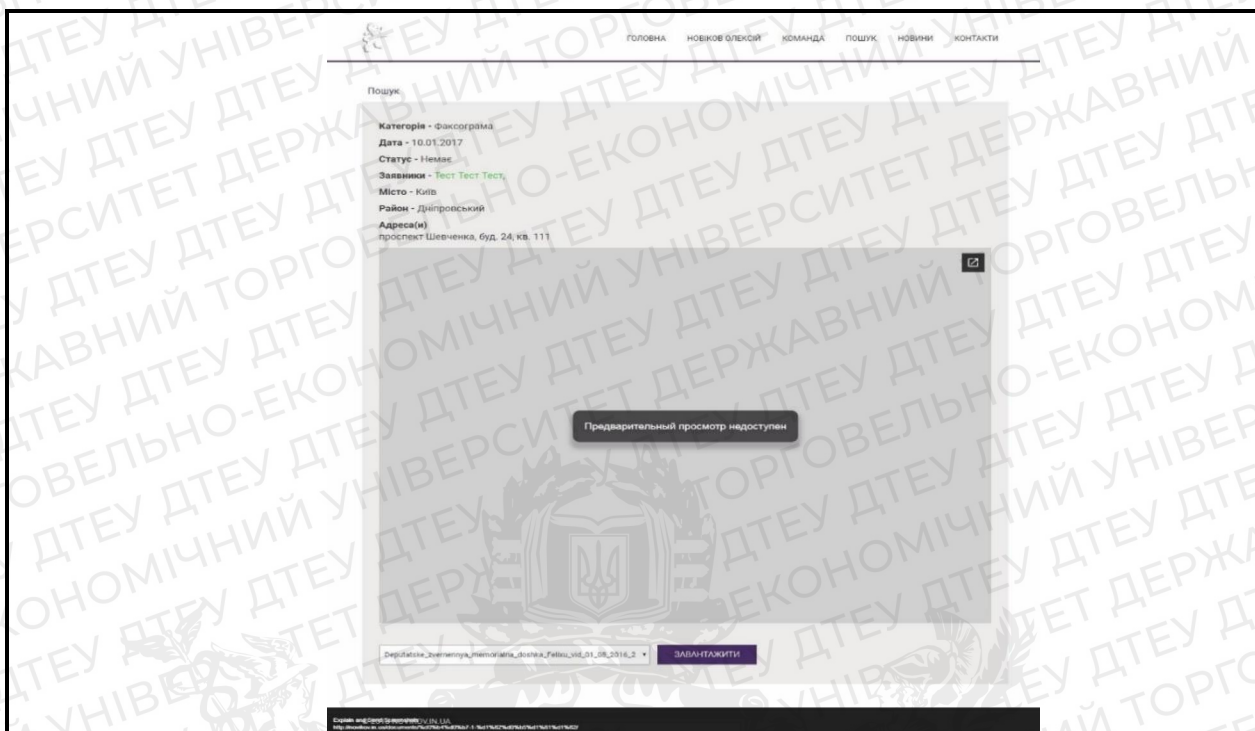 ГОЛОВНА НОВІКОВ ОЛЕКСІЙ КОМАНДА ПОШУК НОВИНИ КОНТАКТИ
Пошук
Категорія - Факсограма
Дата - 10.01.2017
Статус - Немає
Заявники - Тест Тест Тест,
Місто - Київ
Район - Дніпровський
Адреса(и)
проспект Шевченка, буд. 24, кв. 111
Предварительный просмотр недоступен
Deputatske_zvernennya_memorialna_doshka_Feliru_vid_01_08_2016_2 ЗАВАНТАЖИТИ